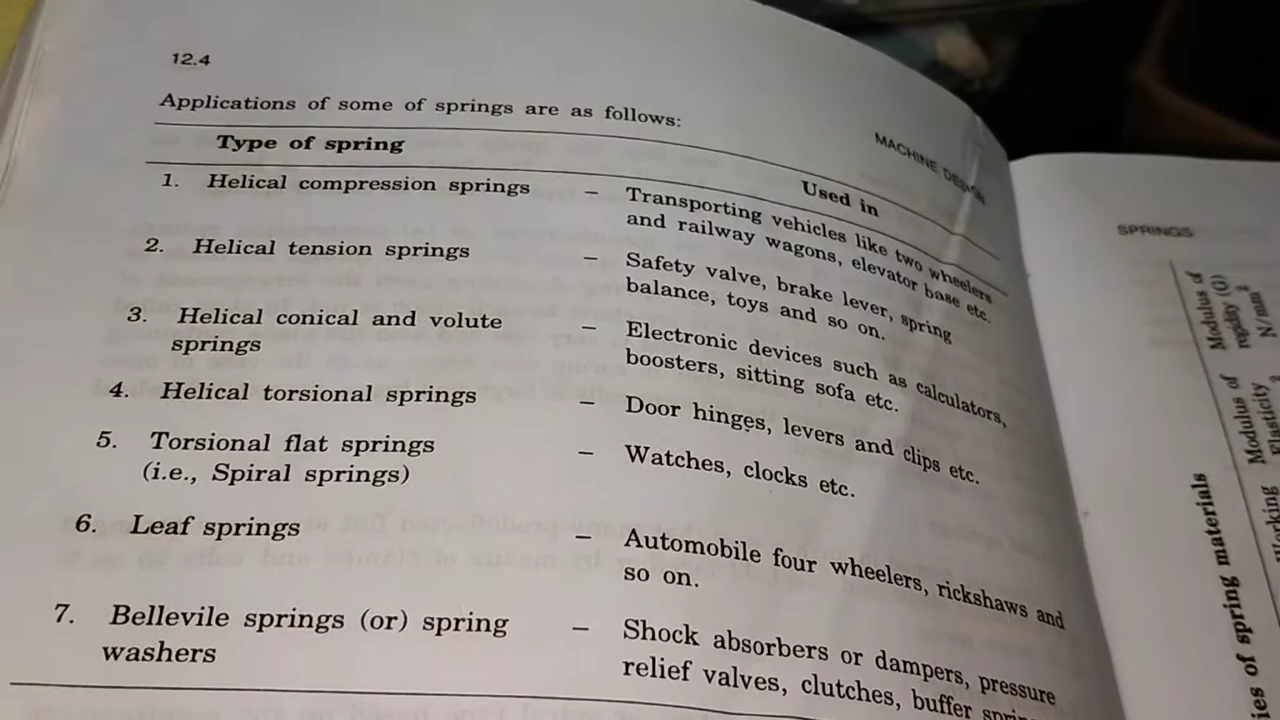 12.4
MACHINE DESIGN
Applications of some of springs are as follows:
Type of spring Used in
1. Helical compression springs – Transporting vehicles like two wheelers
and railway wagons, elevator base etc.
2. Helical tension springs – Safety valve, brake lever, spring
balance, toys and so on.
3. Helical conical and volute – Electronic devices such as calculators,
springs boosters, sitting sofa etc.
4. Helical torsional springs – Door hinges, levers and clips etc.
5. Torsional flat springs – Watches, clocks etc.
(i.e., Spiral springs)
6. Leaf springs – Automobile four wheelers, rickshaws and
so on.
7. Bellevile springs (or) spring – Shock absorbers or dampers, pressure
washers relief valves, clutches, buffer
SPRINGS
of spring materials
Modulus of
Elasticity
Modulus of
rigidity (G)
N/mm²